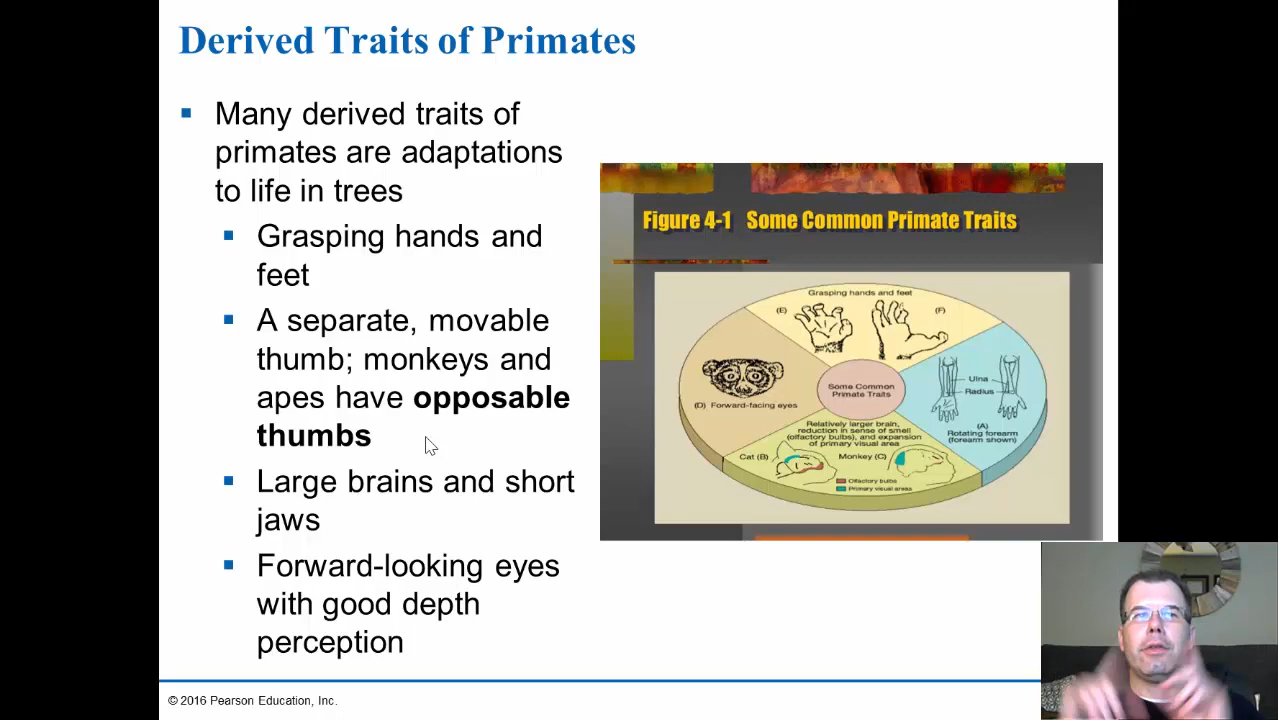 Derived Traits of Primates
Many derived traits of
primates are adaptations
to life in trees
Grasping hands and
feet
A separate, movable
thumb; monkeys and
apes have opposable
thumbs
Large brains and short
jaws
Forward-looking eyes
with good depth
perception
Figure 4-1 Some Common Primate Traits
Grasping hands and feet
(E)
(F)
Ulna
Radius
(A)
Rotating forearm
(forearm shown)
Some Common
Primate Traits
(D) Forward-facing eyes
Relatively larger brain,
reduction in sense of smell
(olfactory bulbs), and expansion
of primary visual area
Cat (B)
Monkey (C)
Olfactory bulbs
Primary visual areas
© 2016 Pearson Education, Inc.